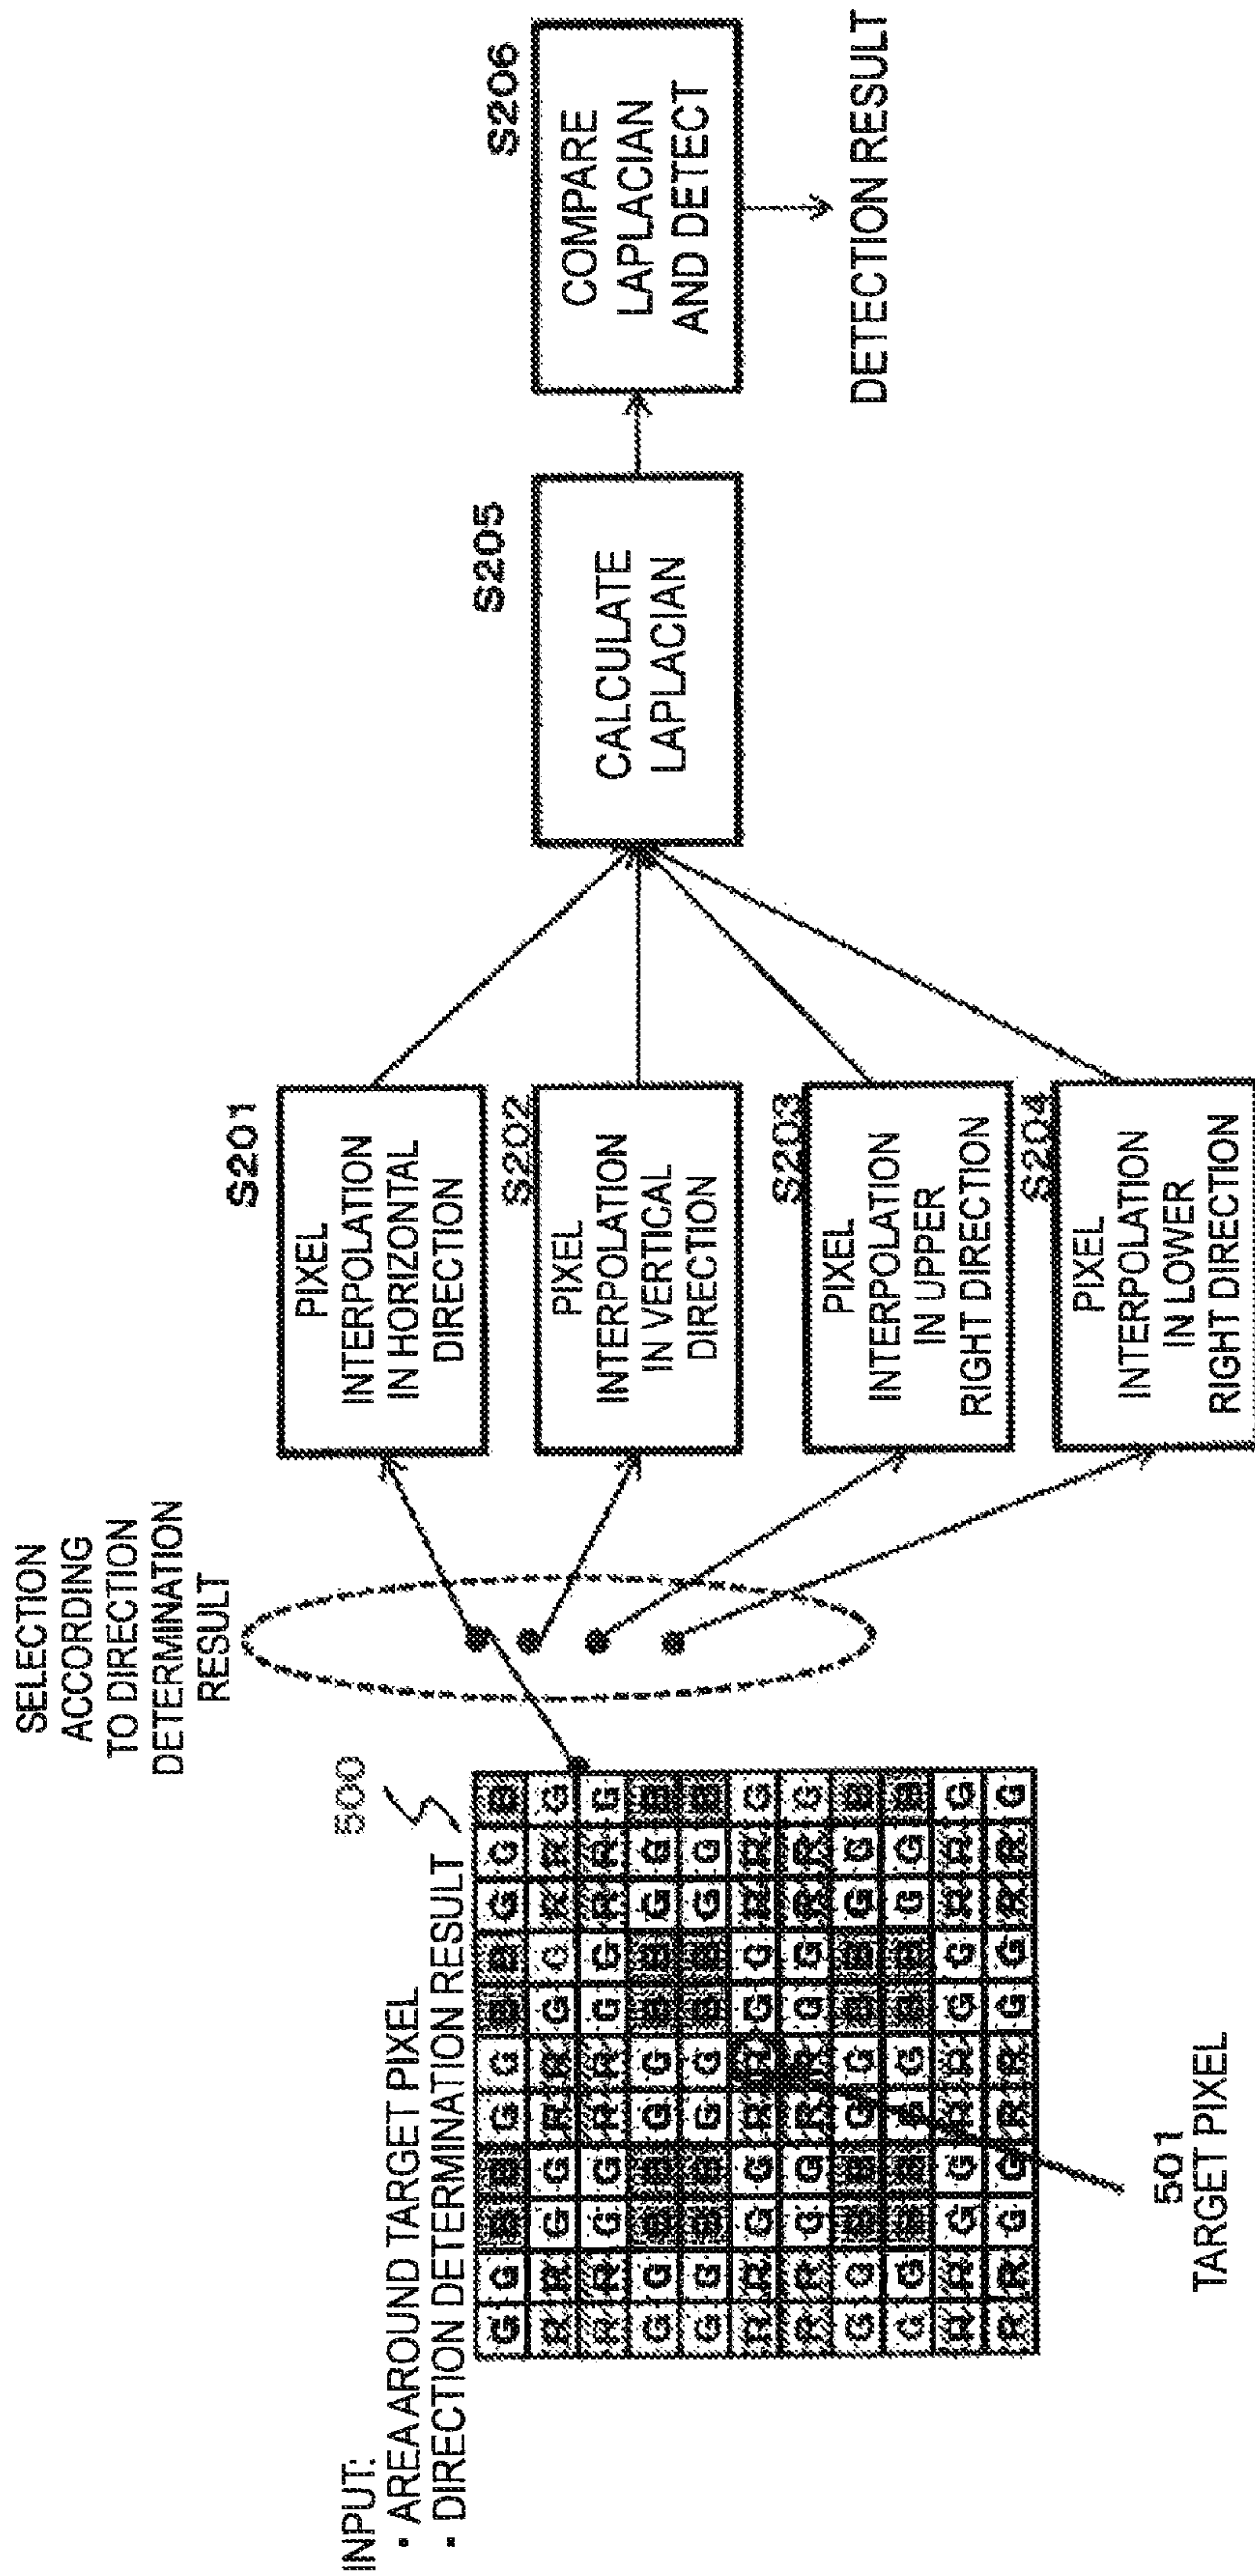 INPUT:
· AREA AROUND TARGET PIXEL
· DIRECTION DETERMINATION RESULT
500
G G B B G G B B G G B
R R G G R R G G R R G
R R G G R R G G R R G
G G B B G G B B G G B
G G B B G G B B G G B
R R G G R R G G R R G
R R G G R R G G R R G
G G B B G G B B G G B
G G B B G G B B G G B
R R G G R R G G R R G
R R G G R R G G R R G
501
TARGET PIXEL
SELECTION
ACCORDING
TO DIRECTION
DETERMINATION
RESULT
S201
PIXEL
INTERPOLATION
IN HORIZONTAL
DIRECTION
S202
PIXEL
INTERPOLATION
IN VERTICAL
DIRECTION
S203
PIXEL
INTERPOLATION
IN UPPER
RIGHT DIRECTION
S204
PIXEL
INTERPOLATION
IN LOWER
RIGHT DIRECTION
S205
CALCULATE
LAPLACIAN
S206
COMPARE
LAPLACIAN
AND DETECT
DETECTION RESULT